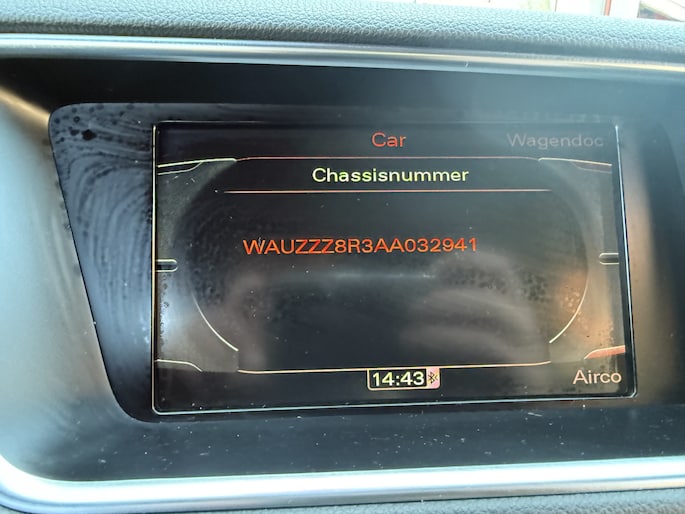 Car
Wagendoc
Chassisnummer
WAUZZZ8R3AA032941
14:43
Airco